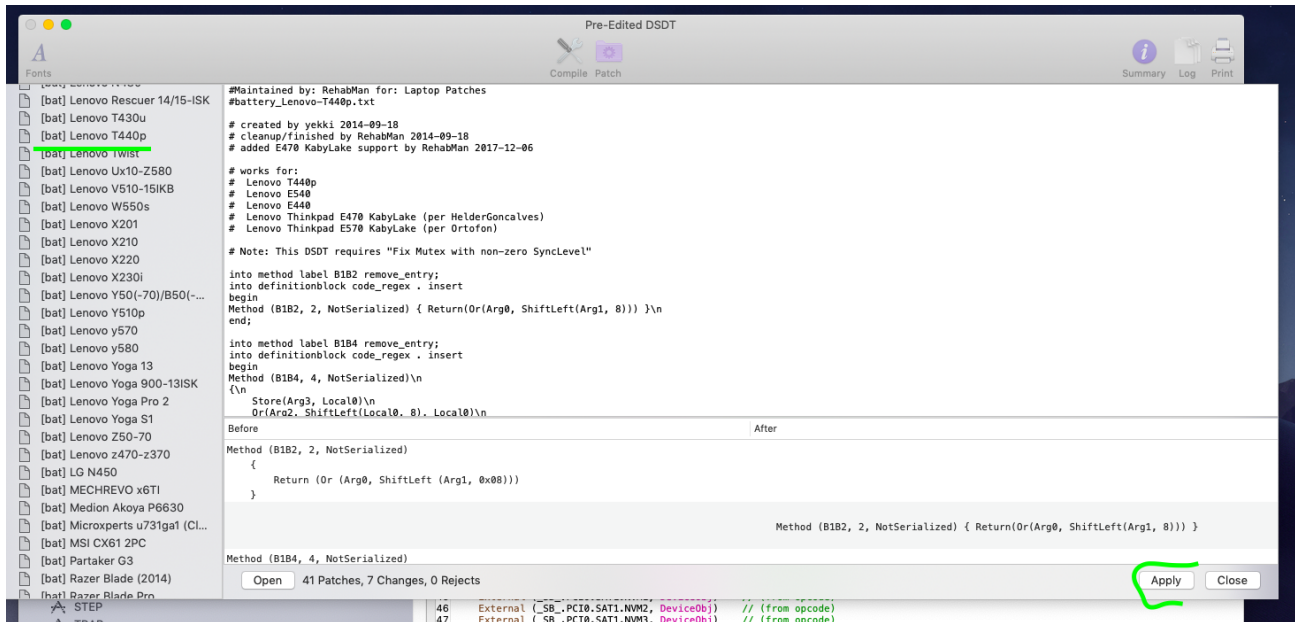 Pre-Edited DSDT
A
Fonts
Compile Patch
Summary Log Print
[bat] Lenovo Rescuer 14/15-ISK
[bat] Lenovo T430u
[bat] Lenovo T440p
[bat] Lenovo Twist
[bat] Lenovo Ux10-Z580
[bat] Lenovo V510-15IKB
[bat] Lenovo W550s
[bat] Lenovo X201
[bat] Lenovo X210
[bat] Lenovo X220
[bat] Lenovo X230i
[bat] Lenovo Y50(-70)/B50(-...
[bat] Lenovo Y510p
[bat] Lenovo y570
[bat] Lenovo y580
[bat] Lenovo Yoga 13
[bat] Lenovo Yoga 900-13ISK
[bat] Lenovo Yoga Pro 2
[bat] Lenovo Yoga S1
[bat] Lenovo Z50-70
[bat] Lenovo z470-z370
[bat] LG N450
[bat] MECHREVO x6TI
[bat] Medion Akoya P6630
[bat] Microxperts u731ga1 (Cl...
[bat] MSI CX61 2PC
[bat] Partaker G3
[bat] Razer Blade (2014)
[bat] Razer Blade Pro
#Maintained by: RehabMan for: Laptop Patches
#battery_Lenovo-T440p.txt
# created by yekki 2014-09-18
# cleanup/finished by RehabMan 2014-09-18
# added E470 KabyLake support by RehabMan 2017-12-06
# works for:
#  Lenovo T440p
#  Lenovo E540
#  Lenovo E440
#  Lenovo Thinkpad E470 KabyLake (per HelderGoncalves)
#  Lenovo Thinkpad E570 KabyLake (per Ortofon)
# Note: This DSDT requires "Fix Mutex with non-zero SyncLevel"
into method label B1B2 remove_entry;
into definitionblock code_regex . insert
begin
Method (B1B2, 2, NotSerialized) { Return(Or(Arg0, ShiftLeft(Arg1, 8))) }\n
end;
into method label B1B4 remove_entry;
into definitionblock code_regex . insert
begin
Method (B1B4, 4, NotSerialized)\n
{\n
Store(Arg3, Local0)\n
Or(Arg2, ShiftLeft(Local0, 8), Local0)\n
Before After
Method (B1B2, 2, NotSerialized)
{
Return (Or (Arg0, ShiftLeft (Arg1, 0x08)))
}
Method (B1B2, 2, NotSerialized) { Return(Or(Arg0, ShiftLeft(Arg1, 8))) }
Method (B1B4, 4, NotSerialized)
Open 41 Patches, 7 Changes, 0 Rejects Apply Close
STEP
46 External (_SB_.PCI0.SAT1.NVM2, DeviceObj) // (from opcode)
47 External (_SB_.PCI0.SAT1.NVM3, DeviceObj) // (from opcode)